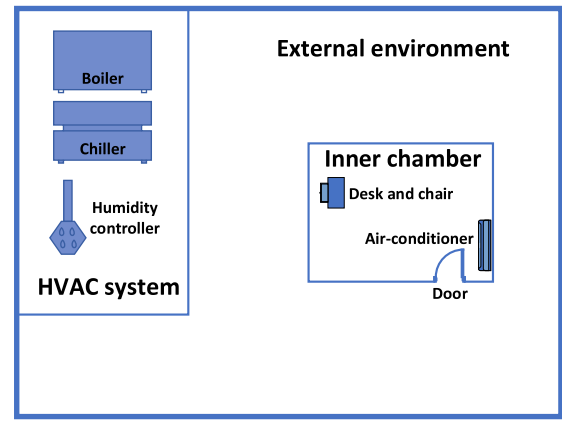 External environment
Boiler
Chiller
Humidity
controller
HVAC system
Inner chamber
Desk and chair
Air-conditioner
Door